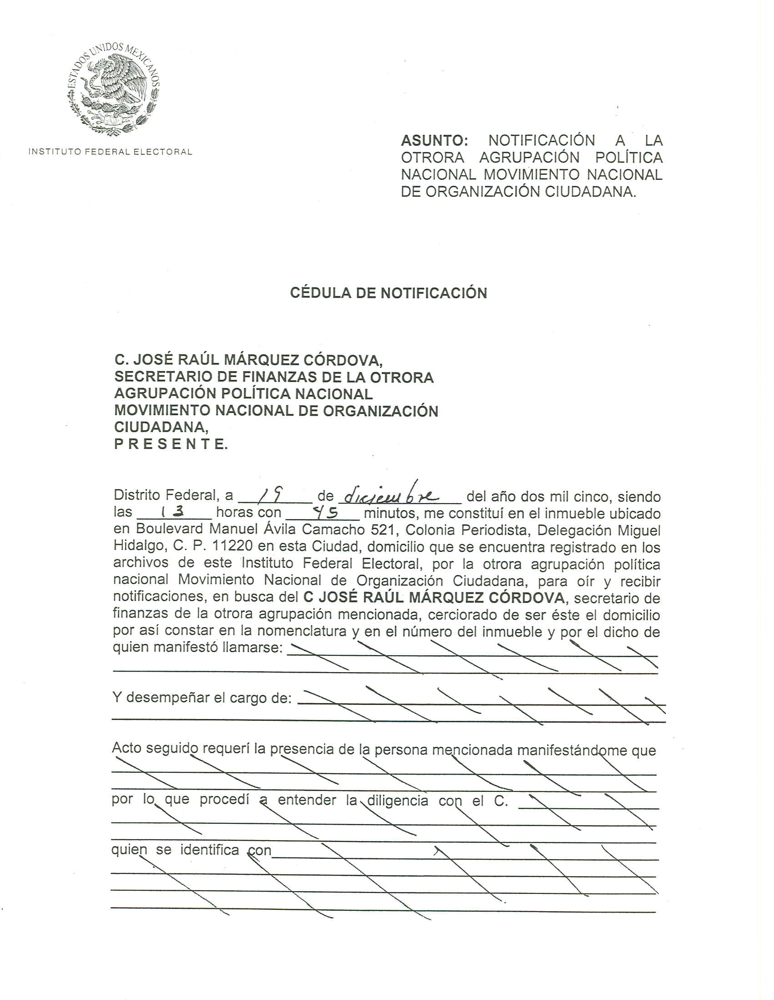 ESTADOS UNIDOS MEXICANOS
INSTITUTO FEDERAL ELECTORAL
ASUNTO: NOTIFICACIÓN A LA
OTRORA AGRUPACIÓN POLÍTICA
NACIONAL MOVIMIENTO NACIONAL
DE ORGANIZACIÓN CIUDADANA.
CÉDULA DE NOTIFICACIÓN
C. JOSÉ RAÚL MÁRQUEZ CÓRDOVA,
SECRETARIO DE FINANZAS DE LA OTRORA
AGRUPACIÓN POLÍTICA NACIONAL
MOVIMIENTO NACIONAL DE ORGANIZACIÓN
CIUDADANA,
P R E S E N T E.
Distrito Federal, a 19 de diciembre del año dos mil cinco, siendo
las 13 horas con 45 minutos, me constituí en el inmueble ubicado
en Boulevard Manuel Ávila Camacho 521, Colonia Periodista, Delegación Miguel
Hidalgo, C. P. 11220 en esta Ciudad, domicilio que se encuentra registrado en los
archivos de este Instituto Federal Electoral, por la otrora agrupación política
nacional Movimiento Nacional de Organización Ciudadana, para oír y recibir
notificaciones, en busca del C JOSÉ RAÚL MÁRQUEZ CÓRDOVA, secretario de
finanzas de la otrora agrupación mencionada, cerciorado de ser éste el domicilio
por así constar en la nomenclatura y en el número del inmueble y por el dicho de
quien manifestó llamarse:
Y desempeñar el cargo de:
Acto seguido requerí la presencia de la persona mencionada manifestándome que
por lo que procedí a entender la diligencia con el C.
quien se identifica con